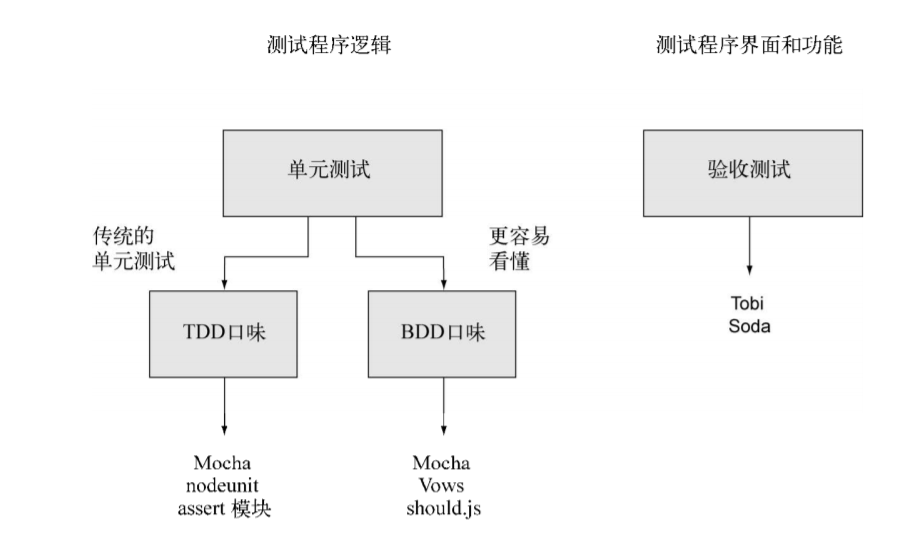 测试程序逻辑
测试程序界面和功能
单元测试
验收测试
传统的
单元测试
更容易
看懂
TDD口味
BDD口味
Tobi
Soda
Mocha
nodeunit
assert 模块
Mocha
Vows
should.js